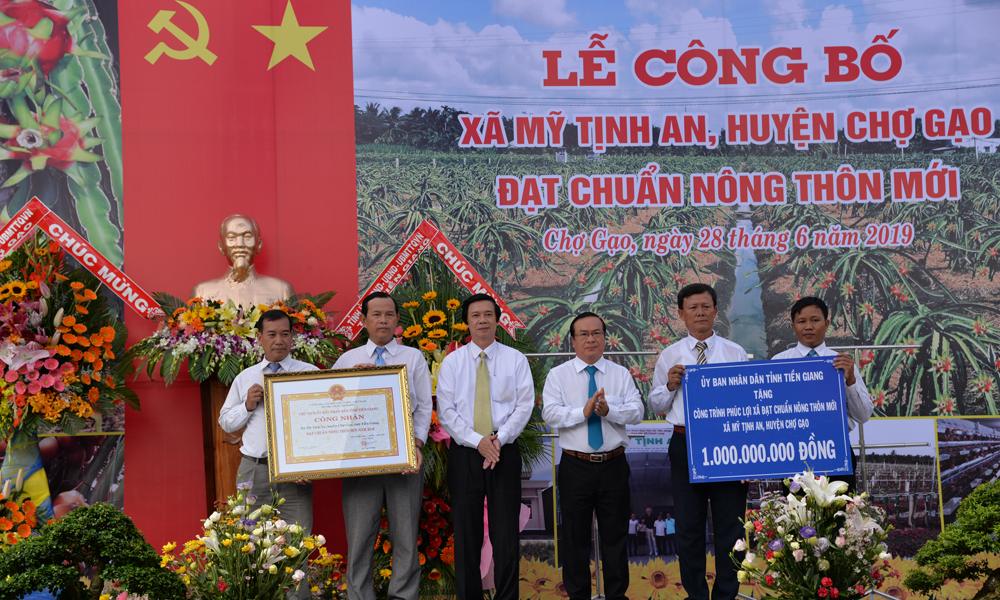 LỄ CÔNG BỐ
XÃ MỸ TỊNH AN, HUYỆN CHỢ GẠO
ĐẠT CHUẨN NÔNG THÔN MỚI
Chợ Gạo, ngày 28 tháng 6 năm 2019
CHÚC MỪNG
CHÚC MỪNG
CÔNG NHẬN
ỦY BAN NHÂN DÂN TỈNH TIỀN GIANG
TẶNG
CÔNG TRÌNH PHÚC LỢI XÃ ĐẠT CHUẨN NÔNG THÔN MỚI
XÃ MỸ TỊNH AN, HUYỆN CHỢ GẠO
1.000.000.000 ĐỒNG